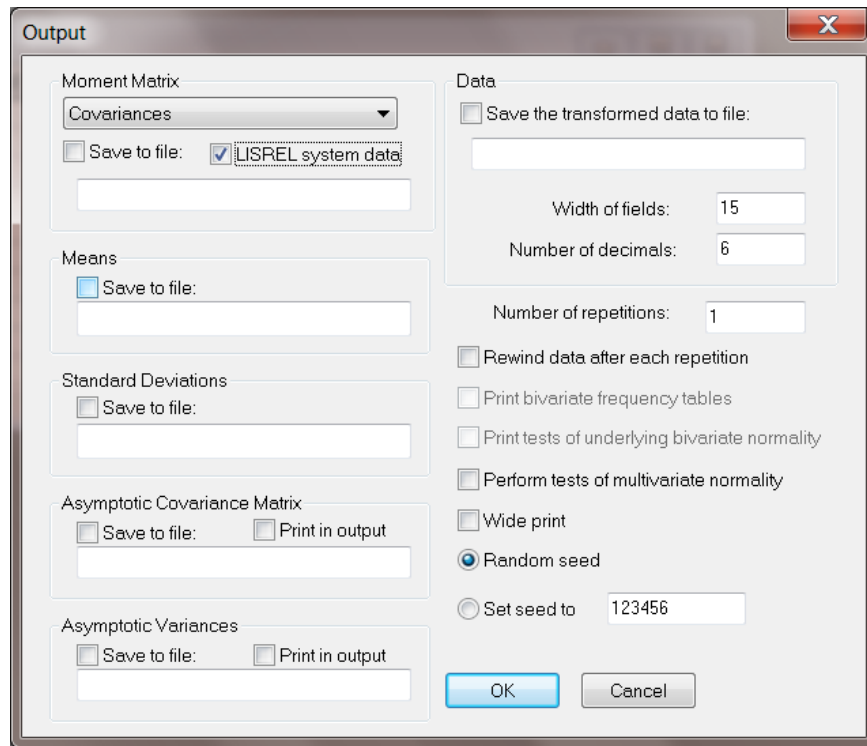 Output
Moment Matrix
Covariances
Save to file:
LISREL system data
Means
Save to file:
Standard Deviations
Save to file:
Asymptotic Covariance Matrix
Save to file:
Print in output
Asymptotic Variances
Save to file:
Print in output
Data
Save the transformed data to file:
Width of fields: 15
Number of decimals: 6
Number of repetitions: 1
Rewind data after each repetition
Print bivariate frequency tables
Print tests of underlying bivariate normality
Perform tests of multivariate normality
Wide print
Random seed
Set seed to 123456
OK
Cancel